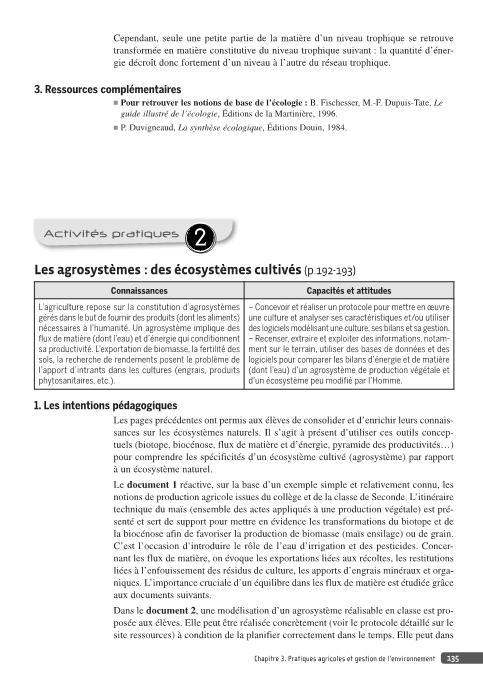 Cependant, seule une petite partie de la matière d'un niveau trophique se retrouve
transformée en matière constitutive du niveau trophique suivant : la quantité d'éner-
gie décroît donc fortement d'un niveau à l'autre du réseau trophique.
3. Ressources complémentaires
■ Pour retrouver les notions de base de l'écologie : B. Fischesser, M.-F. Dupuis-Tate, Le
guide illustré de l'écologie, Éditions de la Martinière, 1996.
■ P. Duvigneaud, La synthèse écologique, Éditions Douin, 1984.
Activités pratiques 2
Les agrosystèmes : des écosystèmes cultivés (p.192-193)
Connaissances
L'agriculture repose sur la constitution d'agrosystèmes
gérés dans le but de fournir des produits (dont les aliments)
nécessaires à l'humanité. Un agrosystème implique des
flux de matière (dont l'eau) et d'énergie qui conditionnent
sa productivité. L'exportation de biomasse, la fertilité des
sols, la recherche de rendements posent le problème de
l'apport d'intrants dans les cultures (engrais, produits
phytosanitaires, etc.).
Capacités et attitudes
– Concevoir et réaliser un protocole pour mettre en œuvre
une culture et analyser ses caractéristiques et/ou utiliser
des logiciels modélisant une culture, ses bilans et sa gestion.
– Recenser, extraire et exploiter des informations, notam-
ment sur le terrain, utiliser des bases de données et des
logiciels pour comparer les bilans d'énergie et de matière
(dont l'eau) d'un agrosystème de production végétale et
d'un écosystème peu modifié par l'Homme.
1. Les intentions pédagogiques
Les pages précédentes ont permis aux élèves de consolider et d'enrichir leurs connais-
sances sur les écosystèmes naturels. Il s'agit à présent d'utiliser ces outils concep-
tuels (biotope, biocénose, flux de matière et d'énergie, pyramide des productivités…)
pour comprendre les spécificités d'un écosystème cultivé (agrosystème) par rapport
à un écosystème naturel.
Le document 1 réactive, sur la base d'un exemple simple et relativement connu, les
notions de production agricole issues du collège et de la classe de Seconde. L'itinéraire
technique du maïs (ensemble des actes appliqués à une production végétale) est pré-
senté et sert de support pour mettre en évidence les transformations du biotope et de
la biocénose afin de favoriser la production de biomasse (maïs ensilage) ou de grain.
C'est l'occasion d'introduire le rôle de l'eau d'irrigation et des pesticides. Concer-
nant les flux de matière, on évoque les exportations liées aux récoltes, les restitutions
liées à l'enfouissement des résidus de culture, les apports d'engrais minéraux et orga-
niques. L'importance cruciale d'un équilibre dans les flux de matière est étudiée grâce
aux documents suivants.
Dans le document 2, une modélisation d'un agrosystème réalisable en classe est pro-
posée aux élèves. Elle peut être réalisée concrètement (voir le protocole détaillé sur le
site ressources) à condition de la planifier correctement dans le temps. Elle peut dans
Chapitre 3. Pratiques agricoles et gestion de l'environnement 135